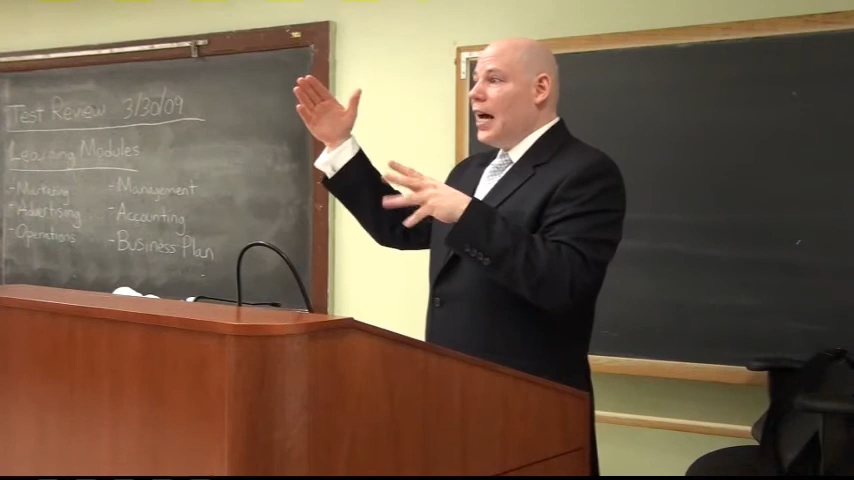 Test Review 3/30/09
Learning Modules
- Marketing - Management
- Advertising - Accounting
- Operations - Business Plan